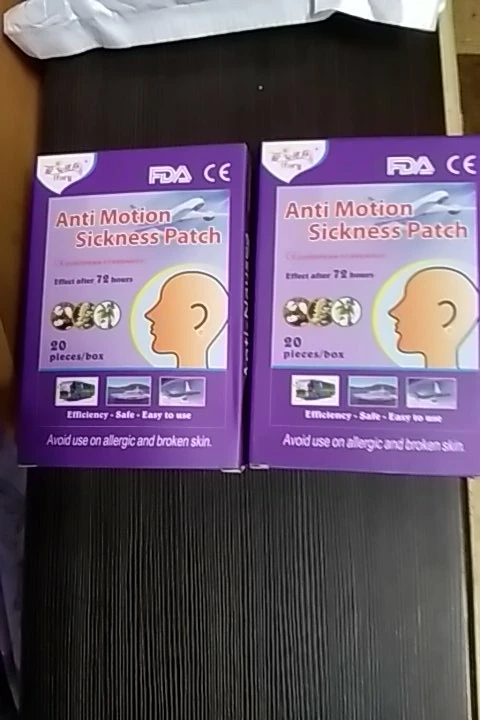 FDA CE
Anti Motion
Sickness Patch
Effect after 72 hours
20
pieces/box
Efficiency - Safe - Easy to use
Avoid use on allergic and broken skin.
Anti-Nausea
FDA CE
Anti Motion
Sickness Patch
Effect after 72 hours
20
pieces/box
Efficiency - Safe - Easy to use
Avoid use on allergic and broken skin.